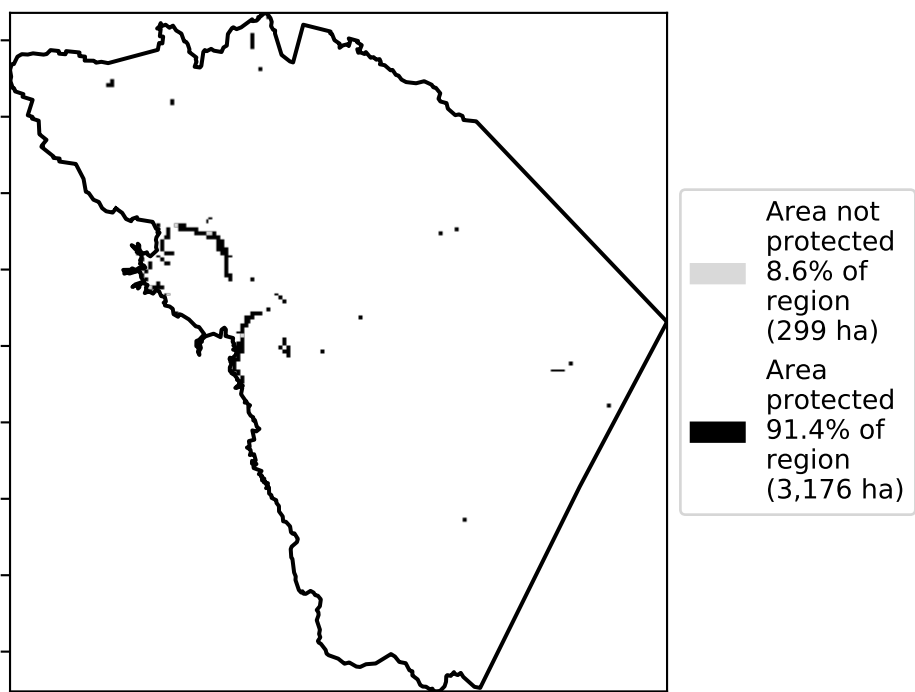 Area not
protected
8.6% of
region
(299 ha)
Area
protected
91.4% of
region
(3,176 ha)